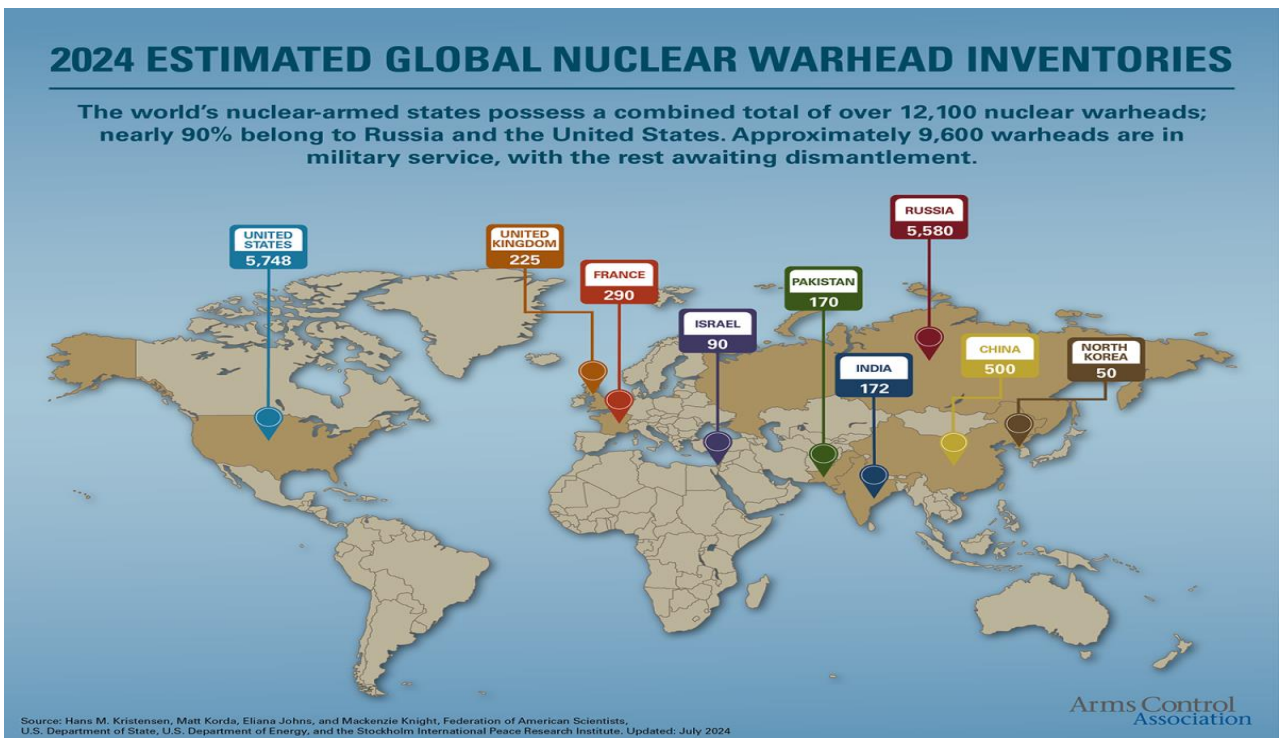 2024 ESTIMATED GLOBAL NUCLEAR WARHEAD INVENTORIES
The world's nuclear-armed states possess a combined total of over 12,100 nuclear warheads;
nearly 90% belong to Russia and the United States. Approximately 9,600 warheads are in
military service, with the rest awaiting dismantlement.
UNITED
STATES
5,748
UNITED
KINGDOM
225
FRANCE
290
ISRAEL
90
PAKISTAN
170
INDIA
172
RUSSIA
5,580
CHINA
500
NORTH
KOREA
50
Source: Hans M. Kristensen, Matt Korda, Eliana Johns, and Mackenzie Knight, Federation of American Scientists,
U.S. Department of State, U.S. Department of Energy, and the Stockholm International Peace Research Institute. Updated: July 2024
Arms Control
Association